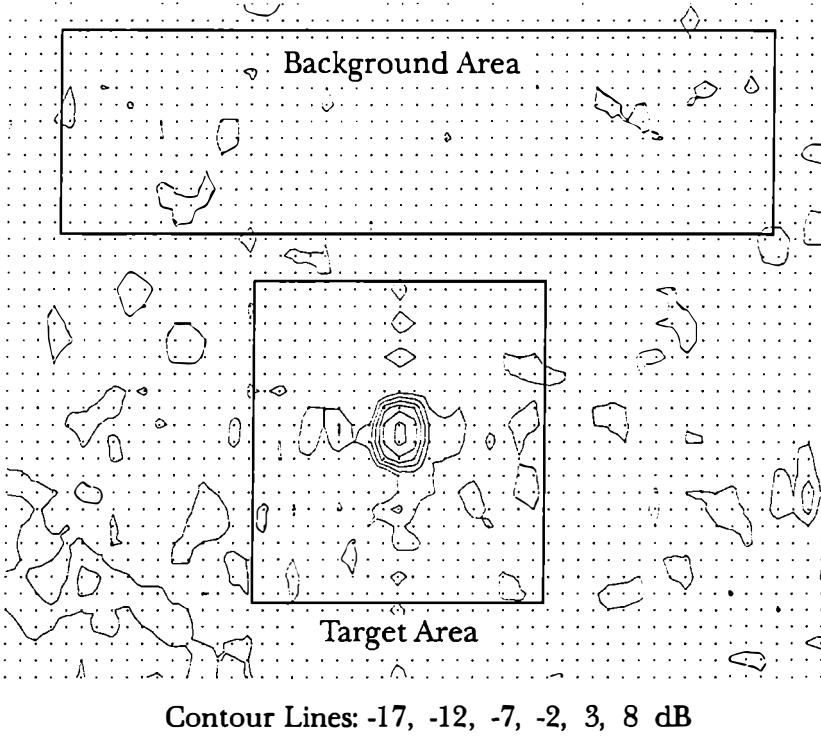 Background Area
Target Area
Contour Lines: -17, -12, -7, -2, 3, 8 dB